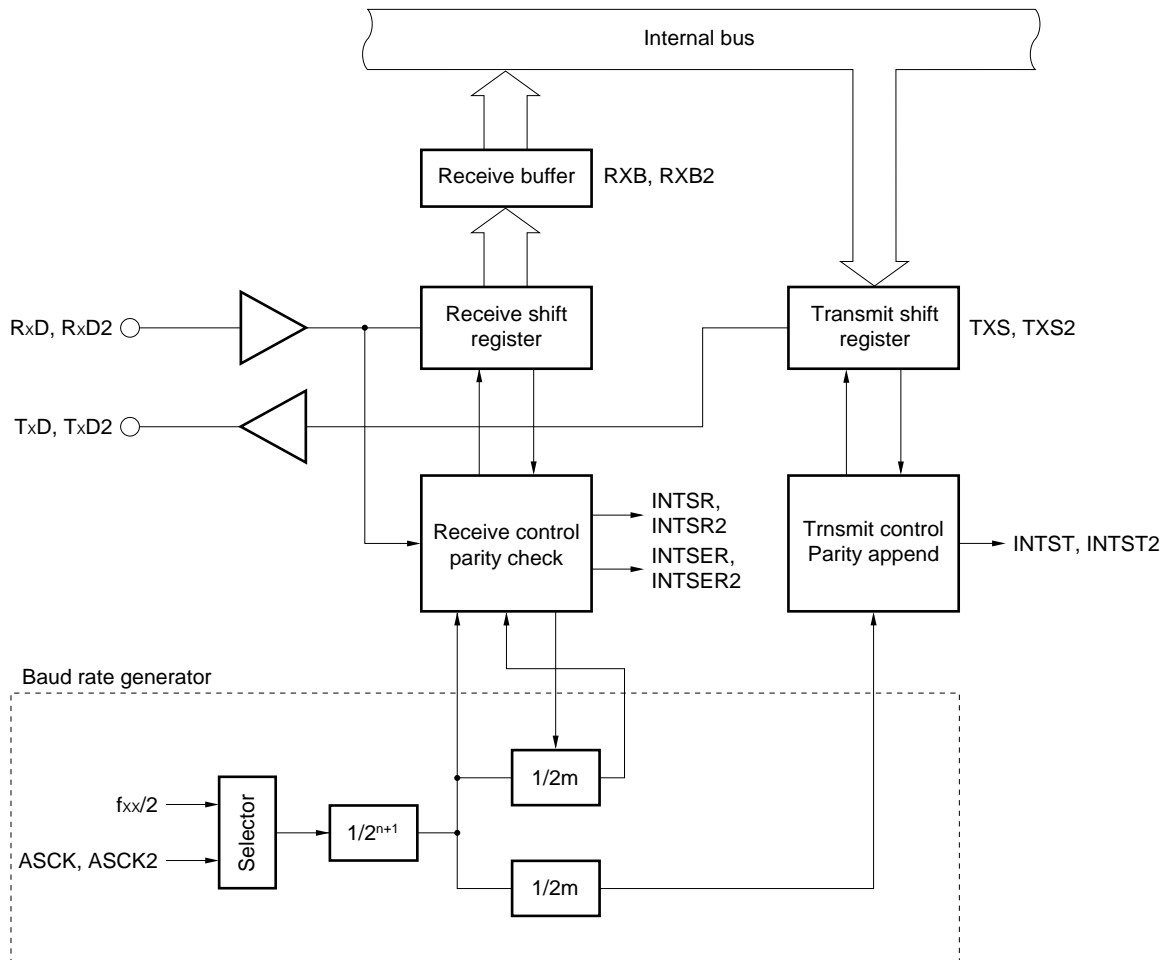 Internal bus
Receive buffer
RXB, RXB2
RxD, RxD2
Receive shift
register
Transmit shift
register
TXS, TXS2
TxD, TxD2
Receive control
parity check
INTSR,
INTSR2
INTSER,
INTSER2
Trnsmit control
Parity append
INTST, INTST2
Baud rate generator
fxx/2
ASCK, ASCK2
Selector
1/2ⁿ⁺¹
1/2m
1/2m